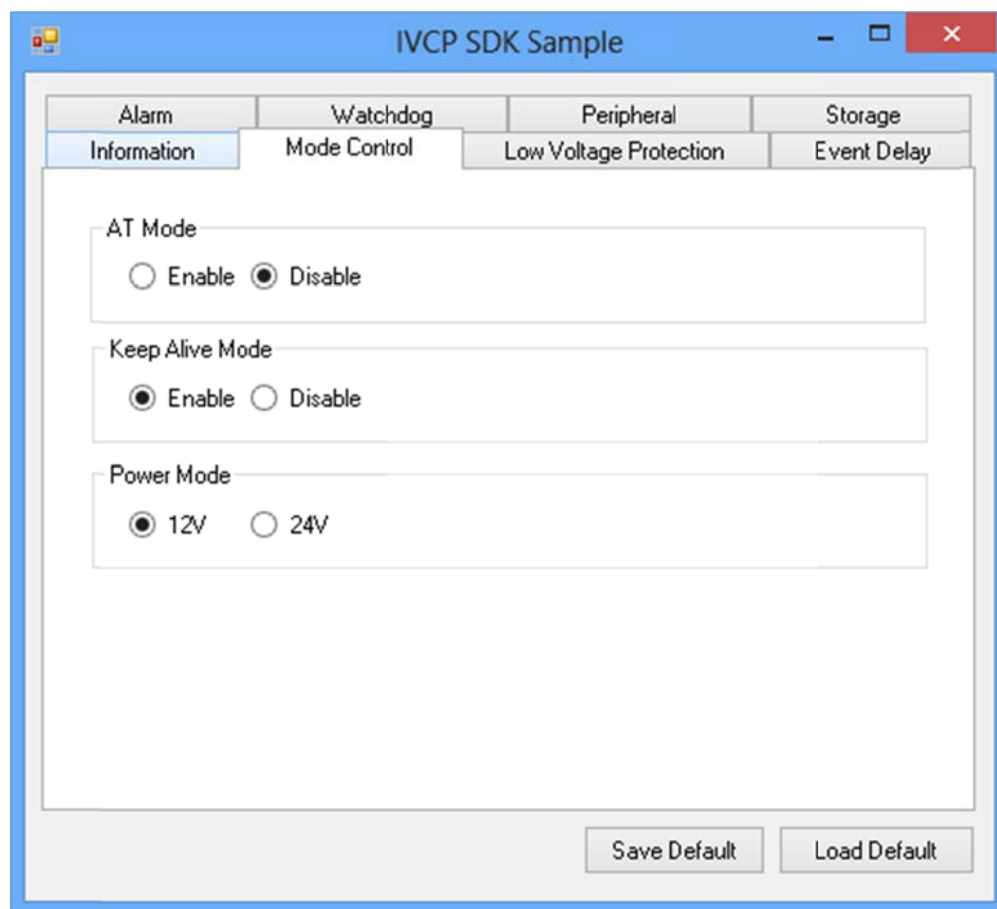 IVCP SDK Sample
Alarm Watchdog Peripheral Storage
Information Mode Control Low Voltage Protection Event Delay
AT Mode
Enable Disable
Keep Alive Mode
Enable Disable
Power Mode
12V 24V
Save Default Load Default